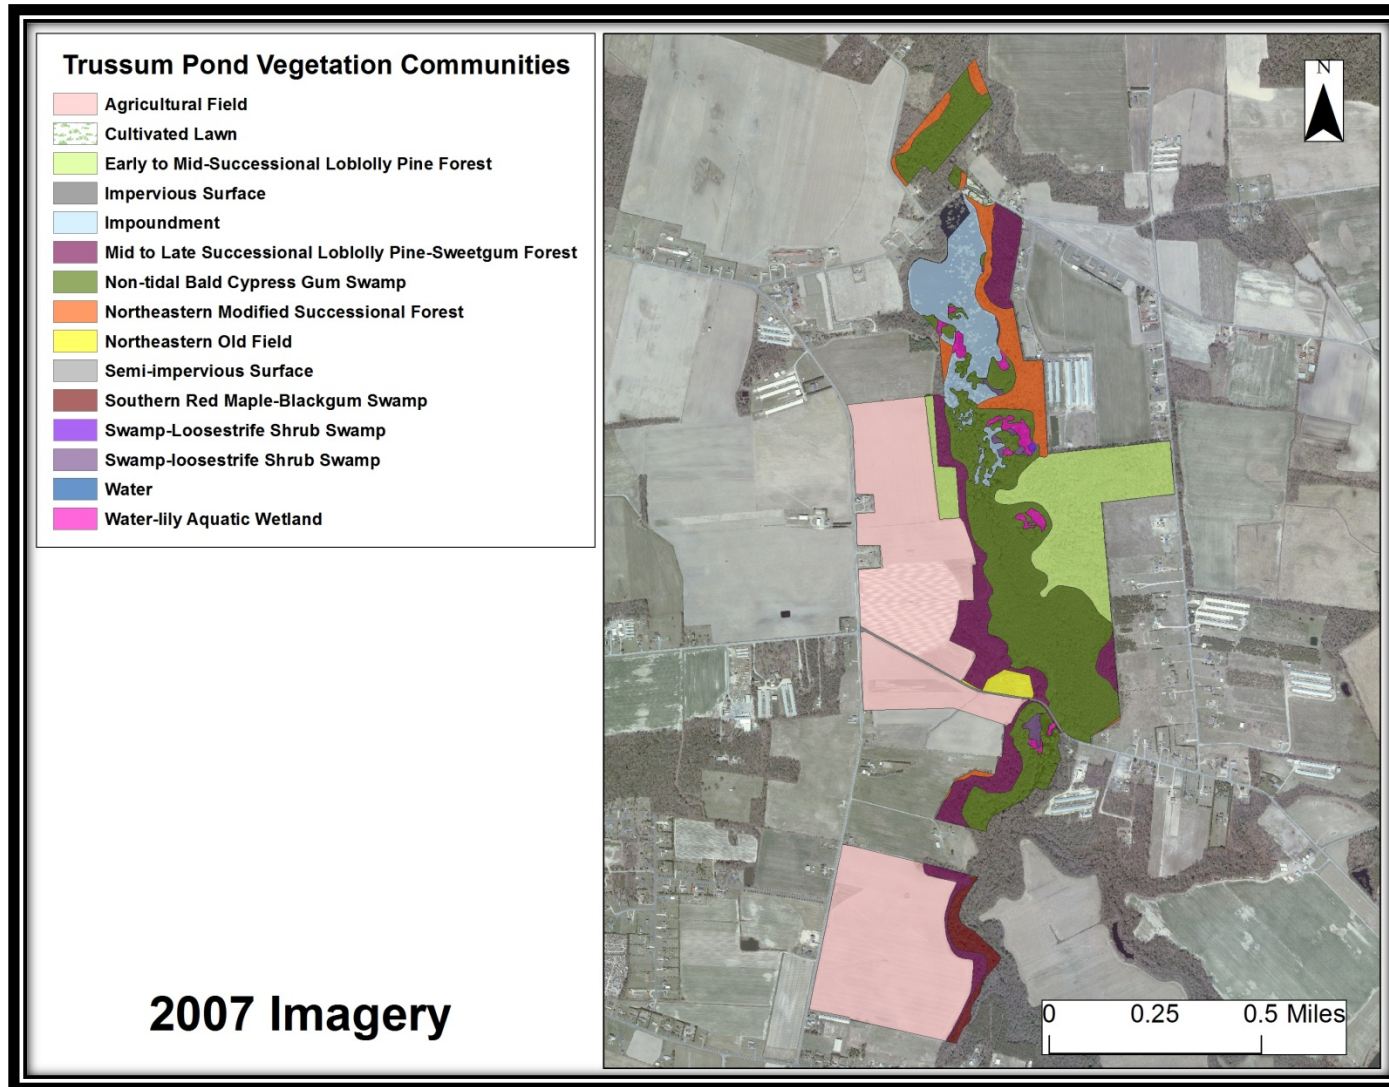 Trussum Pond Vegetation Communities
Agricultural Field
Cultivated Lawn
Early to Mid-Successional Loblolly Pine Forest
Impervious Surface
Impoundment
Mid to Late Successional Loblolly Pine-Sweetgum Forest
Non-tidal Bald Cypress Gum Swamp
Northeastern Modified Successional Forest
Northeastern Old Field
Semi-impervious Surface
Southern Red Maple-Blackgum Swamp
Swamp-Loosestrife Shrub Swamp
Swamp-loosestrife Shrub Swamp
Water
Water-lily Aquatic Wetland
2007 Imagery
N
0 0.25 0.5 Miles